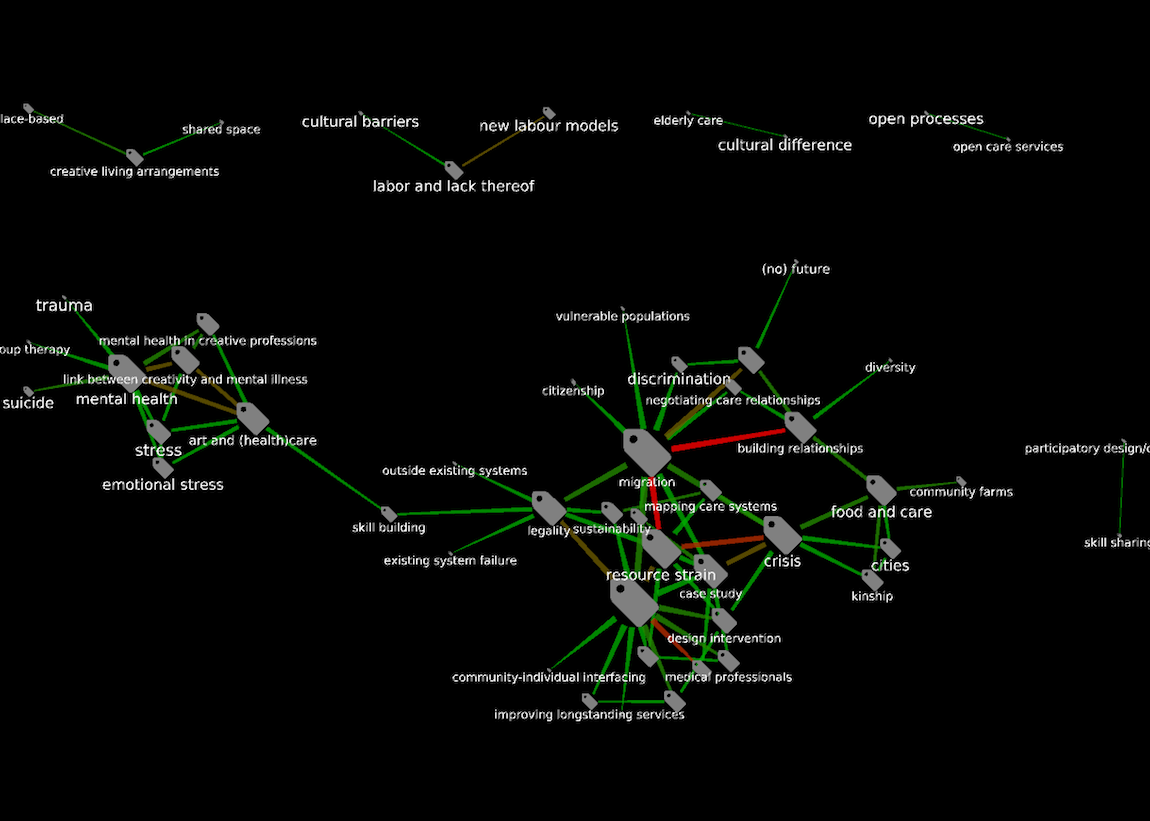 lace-based
shared space
creative living arrangements
cultural barriers
new labour models
labor and lack thereof
elderly care
cultural difference
open processes
open care services
(no) future
trauma
vulnerable populations
mental health in creative professions
oup therapy
link between creativity and mental illness
diversity
discrimination
citizenship
mental health
suicide
negotiating care relationships
art and (health)care
stress
building relationships
participatory design/c
outside existing systems
emotional stress
migration
community farms
mapping care systems
food and care
skill building
legality
sustainability
skill sharing
existing system failure
crisis
cities
resource strain
case study
kinship
design intervention
community-individual interfacing
medical professionals
improving longstanding services